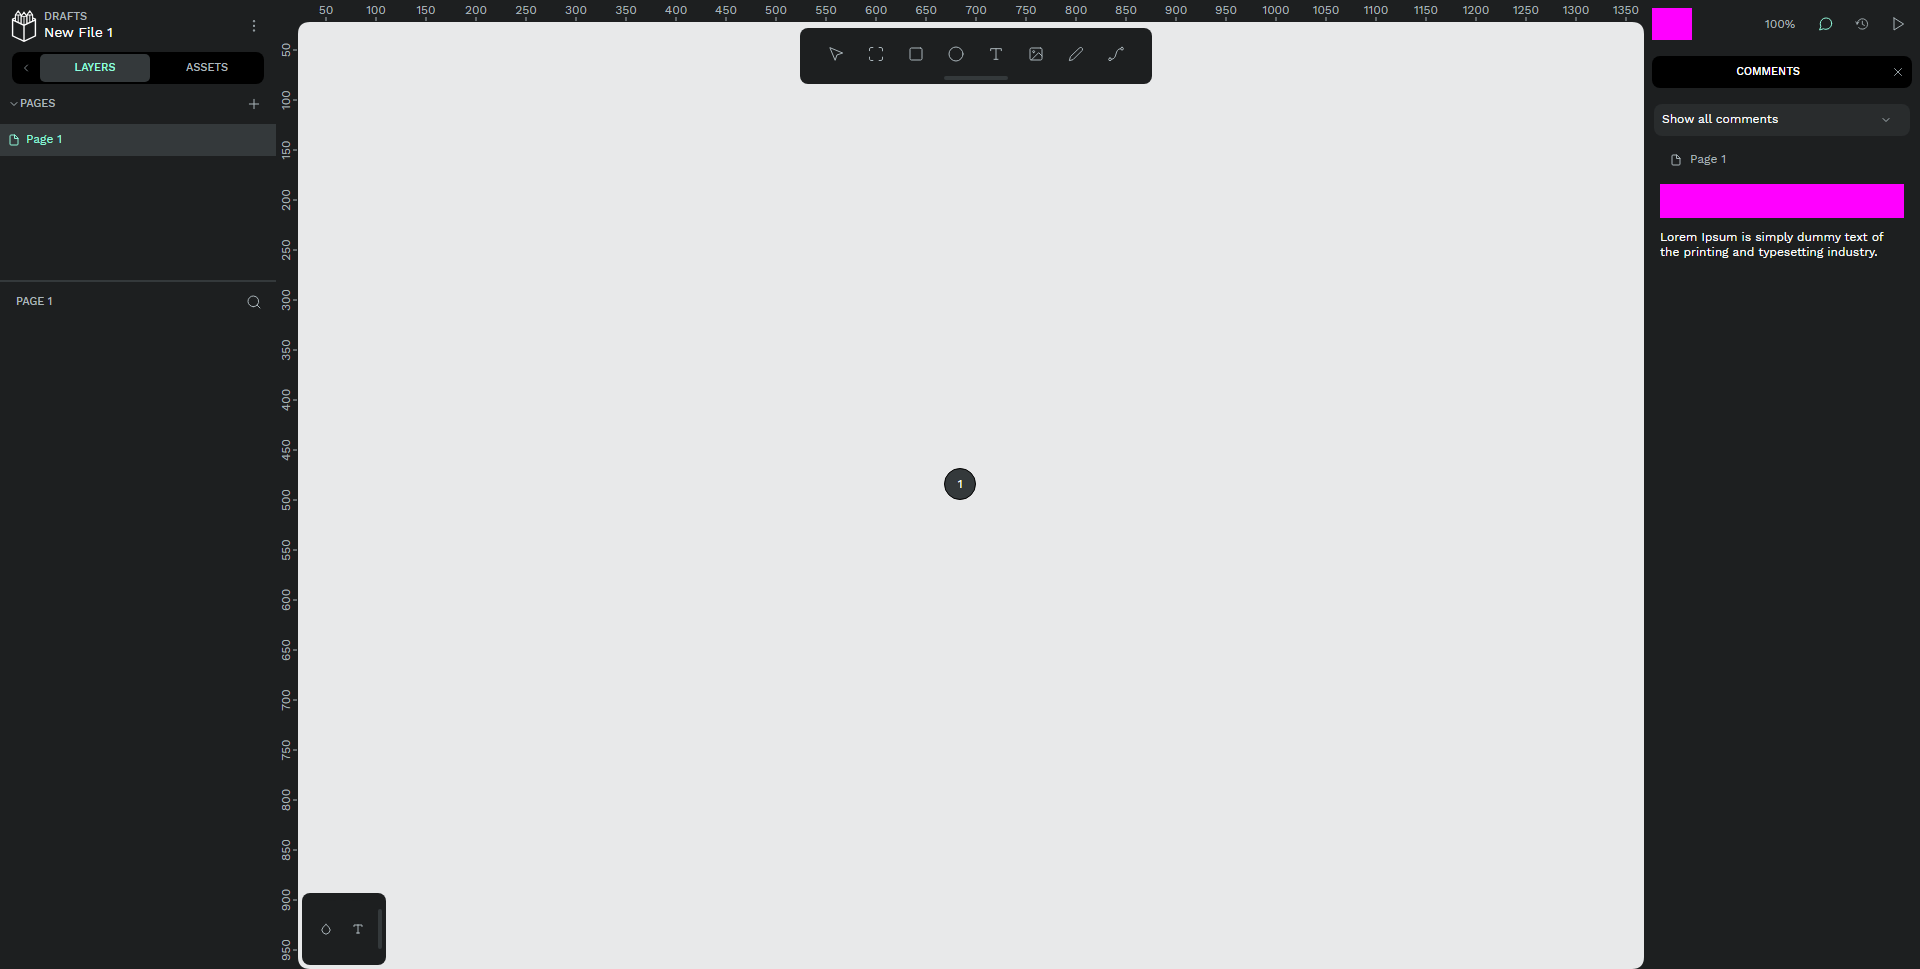 DRAFTS
New File 1
LAYERS
ASSETS
PAGES
Page 1
PAGE 1
50 100 150 200 250 300 350 400 450 500 550 600 650 700 750 800 850 900 950 1000 1050 1100 1150 1200 1250 1300 1350
50
100
150
200
250
300
350
400
450
500
550
600
650
700
750
800
850
900
950
1
100%
COMMENTS
Show all comments
Page 1
Lorem Ipsum is simply dummy text of
the printing and typesetting industry.